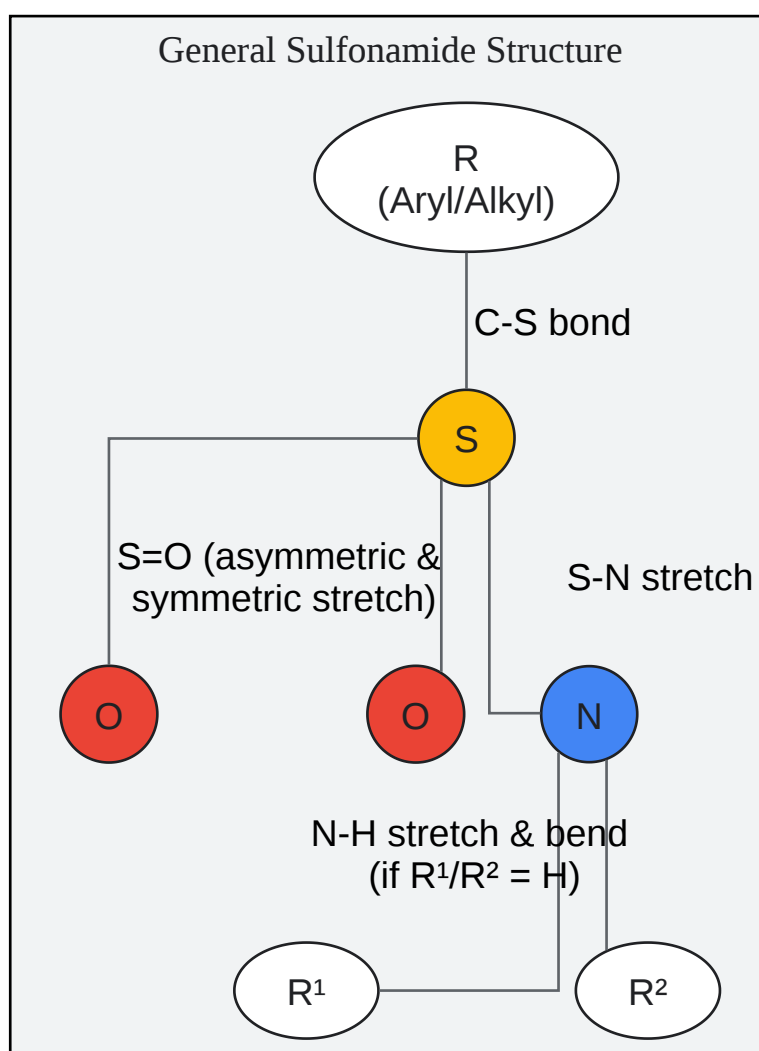 General Sulfonamide Structure
R
(Aryl/Alkyl)
C-S bond
S
S=O (asymmetric &
symmetric stretch)
S-N stretch
O
O
N
N-H stretch & bend
(if R¹/R² = H)
R¹
R²